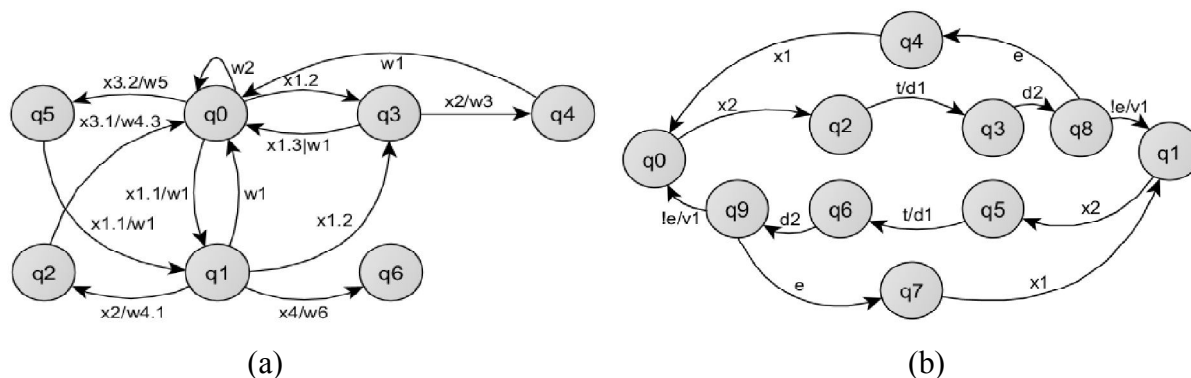 q4
x1
e
w2
w1
x3.2/w5
x1.2
t/d1
d2
x2
!e/v1
q5
q0
q3
x2/w3
q4
q2
q3
q8
x3.1/w4.3
x1.3|w1
q0
q1
x1.1/w1
w1
q9
q6
t/d1
q5
x2
x1.1/w1
x1.2
!e/v1
d2
q2
q1
q6
e
q7
x1
x2/w4.1
x4/w6
(a)
(b)